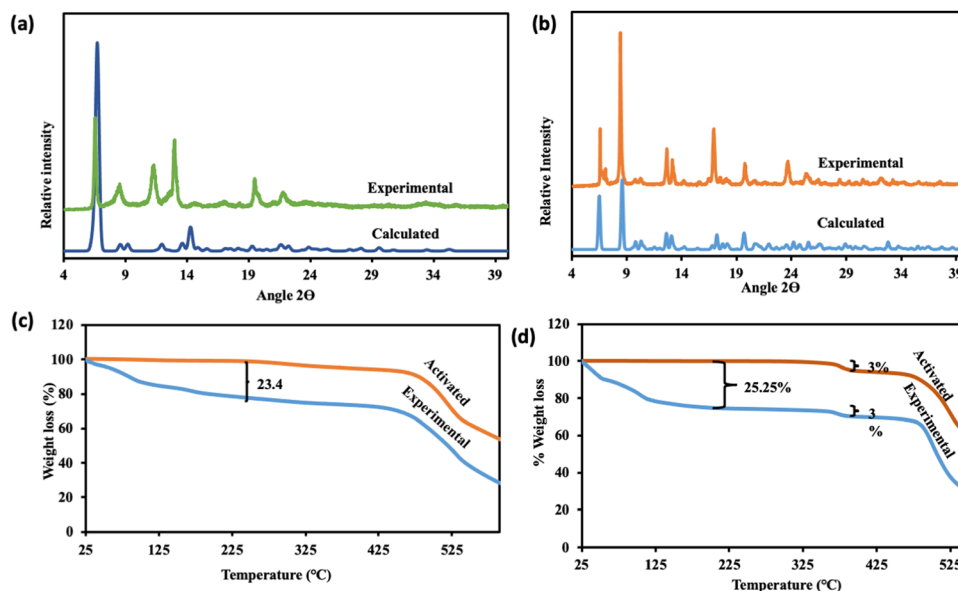 (a)
Relative intensity
Experimental
Calculated
4 9 14 19 24 29 34 39
Angle 2Ө
(b)
Relative Intensity
Experimental
Calculated
4 9 14 19 24 29 34 39
Angle 2Ө
(c)
Weight loss (%)
120
100
80
60
40
20
0
23.4
Activated
Experimental
25 125 225 325 425 525
Temperature (°C)
(d)
% Weight loss
120
100
80
60
40
20
0
25.25%
3%
3
%
Activated
Experimental
25 125 225 325 425 525
Temperature (°C)